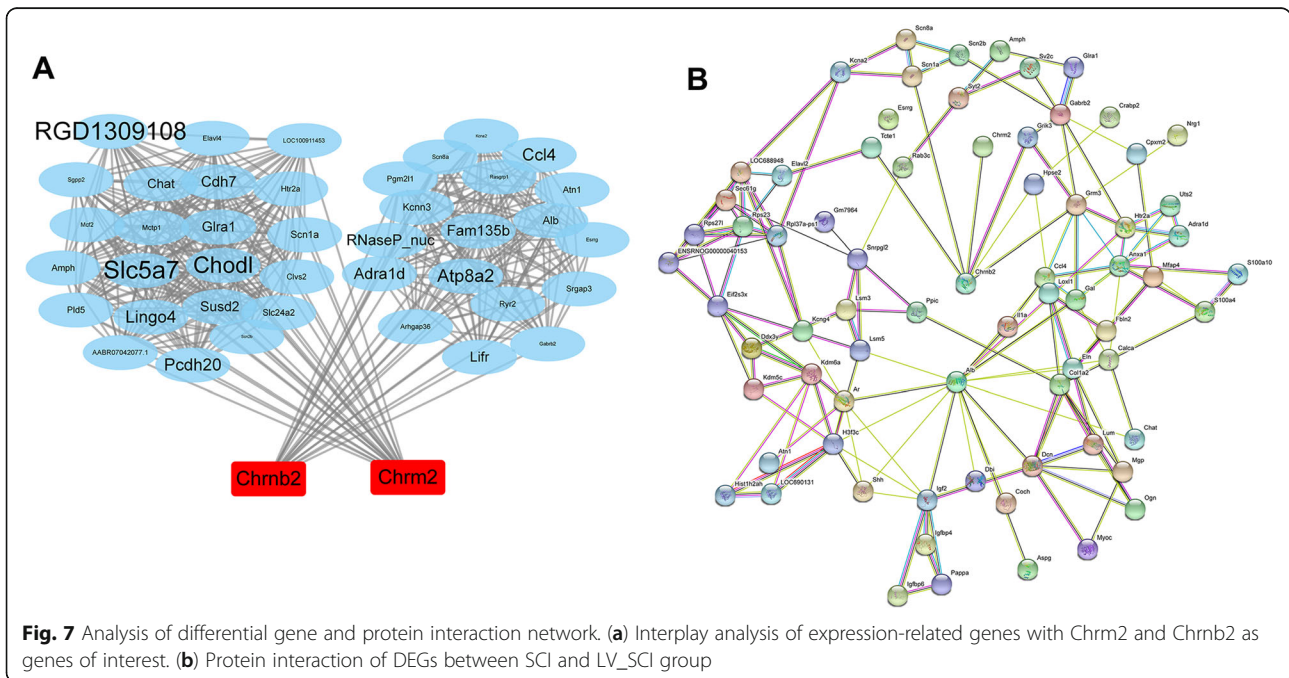 A
RGD1309108
Elavl4
LOC100911453
Sgpp2
Chat
Cdh7
Htr2a
Mcf2
Mctp1
Glra1
Scn1a
Amph
Slc5a7
Chodl
Clvs2
Pld5
Lingo4
Susd2
Slc24a2
AABR07042077.1
Pcdh20
Kcna2
Scn8a
Ccl4
Pgm2l1
Rasgrp1
Atn1
Kcnn3
Alb
RNaseP_nuc
Fam135b
Esrrg
Adra1d
Atp8a2
Srgap3
Ryr2
Arhgap36
Lifr
Gabrb2
Chrnb2
Chrm2
B
Scn8a
Scn2b
Amph
Kcna2
Scn1a
Sv2c
Glra1
Syt2
Esrrg
Gabrb2
Crabp2
Tcte1
Chrm2
Grik3
Nrg1
Rab3c
Cpxm2
LOC688948
Elavl2
Hpse2
Sec61g
Grm3
Uts2
Rps27l
Rps23
Rpl37a-ps1
Gm7964
Htr2a
Adra1d
ENSRNOG00000040153
Snrpgl2
Anxa1
Chrnb2
Ccl4
Mfap4
S100a10
Loxl1
Gal
S100a4
Eif2s3x
Lsm3
Ppic
Il1a
Fbln2
Kcng4
Ddx3y
Lsm5
Calca
Eln
Kdm6a
Alb
Col1a2
Kdm5c
Ar
Chat
H3f3c
Lum
Atn1
Dcn
Mgp
Dbi
Hist1h2ah
LOC690131
Shh
Igf2
Coch
Ogn
Igfbp4
Myoc
Aspg
Pappa
Igfbp6
Fig. 7 Analysis of differential gene and protein interaction network. (a) Interplay analysis of expression-related genes with Chrm2 and Chrnb2 as
genes of interest. (b) Protein interaction of DEGs between SCI and LV_SCI group